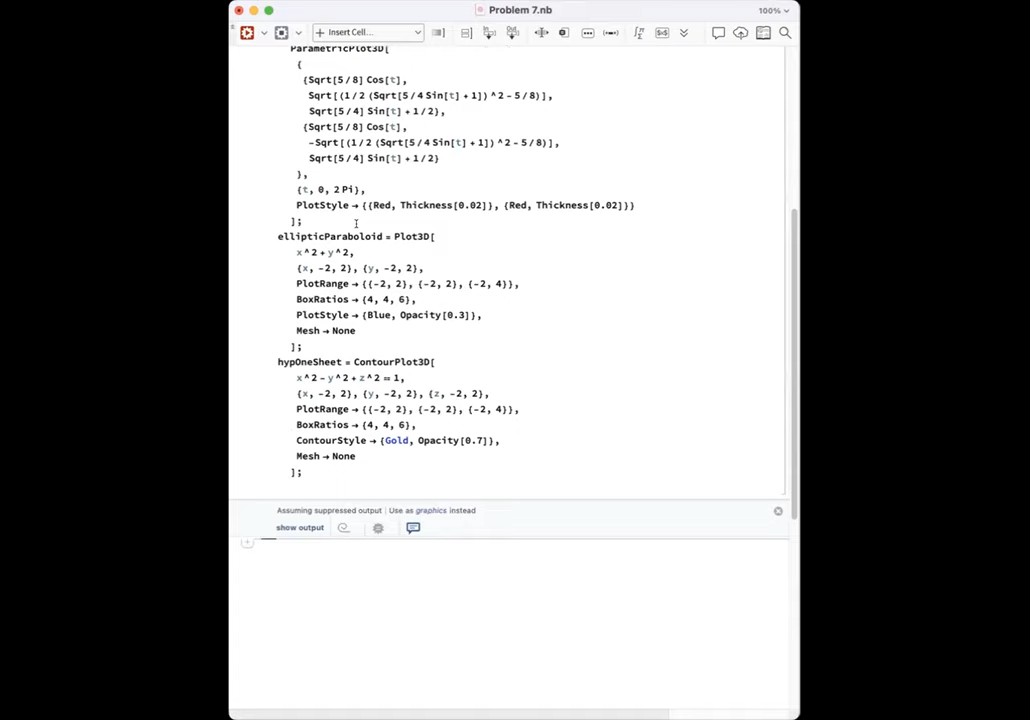 Problem 7.nb
100%
Insert Cell...
ParametricPlot3D[
{
{Sqrt[5/8] Cos[t],
Sqrt[(1/2 (Sqrt[5/4 Sin[t]+1])^2-5/8)],
Sqrt[5/4] Sin[t]+1/2},
{Sqrt[5/8] Cos[t],
-Sqrt[(1/2 (Sqrt[5/4 Sin[t]+1])^2-5/8)],
Sqrt[5/4] Sin[t]+1/2}
},
{t, 0, 2 Pi},
PlotStyle→{{Red, Thickness[0.02]}, {Red, Thickness[0.02]}}
];
ellipticParaboloid = Plot3D[
x^2+y^2,
{x, -2, 2}, {y, -2, 2},
PlotRange→{{-2, 2}, {-2, 2}, {-2, 4}},
BoxRatios→{4, 4, 6},
PlotStyle→{Blue, Opacity[0.3]},
Mesh→None
];
hypOneSheet = ContourPlot3D[
x^2-y^2+z^2==1,
{x, -2, 2}, {y, -2, 2}, {z, -2, 2},
PlotRange→{{-2, 2}, {-2, 2}, {-2, 4}},
BoxRatios→{4, 4, 6},
ContourStyle→{Gold, Opacity[0.7]},
Mesh→None
];
Assuming suppressed output | Use as graphics instead
show output